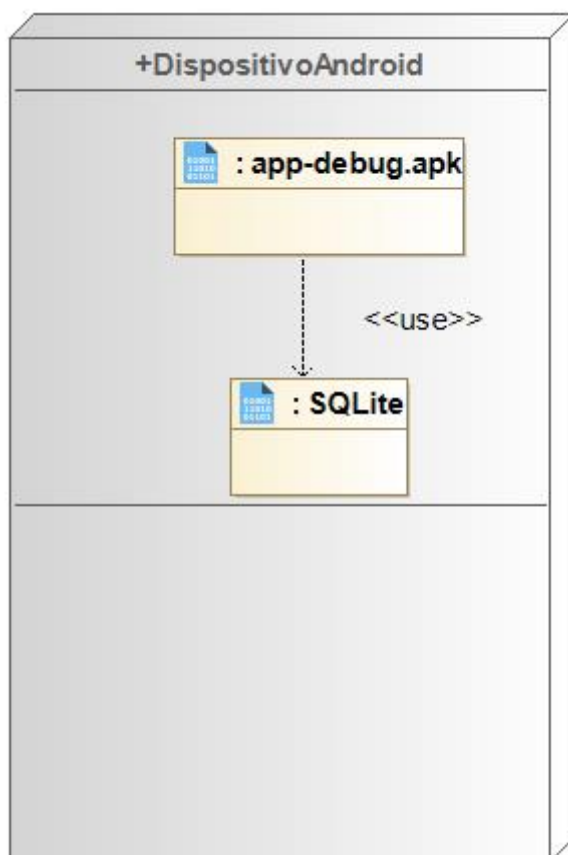 +DispositivoAndroid
: app-debug.apk
<<use>>
: SQLite